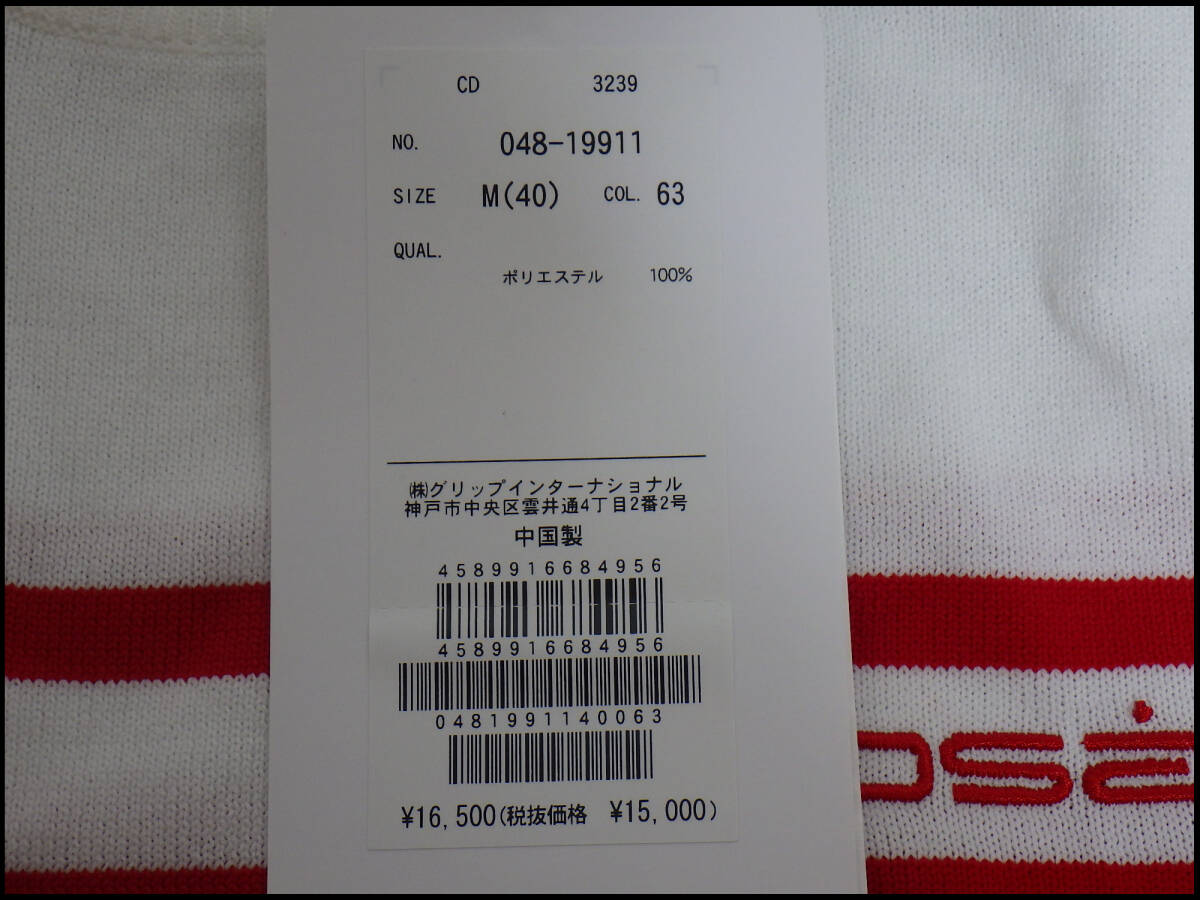 CD 3239
NO. 048-19911
SIZE M(40) COL. 63
QUAL.
ポリエステル 100%
㈱グリップインターナショナル
神戸市中央区雲井通4丁目2番2号
中国製
4589916684956
4589916684956
0481991140063
¥16,500(税抜価格 ¥15,000)